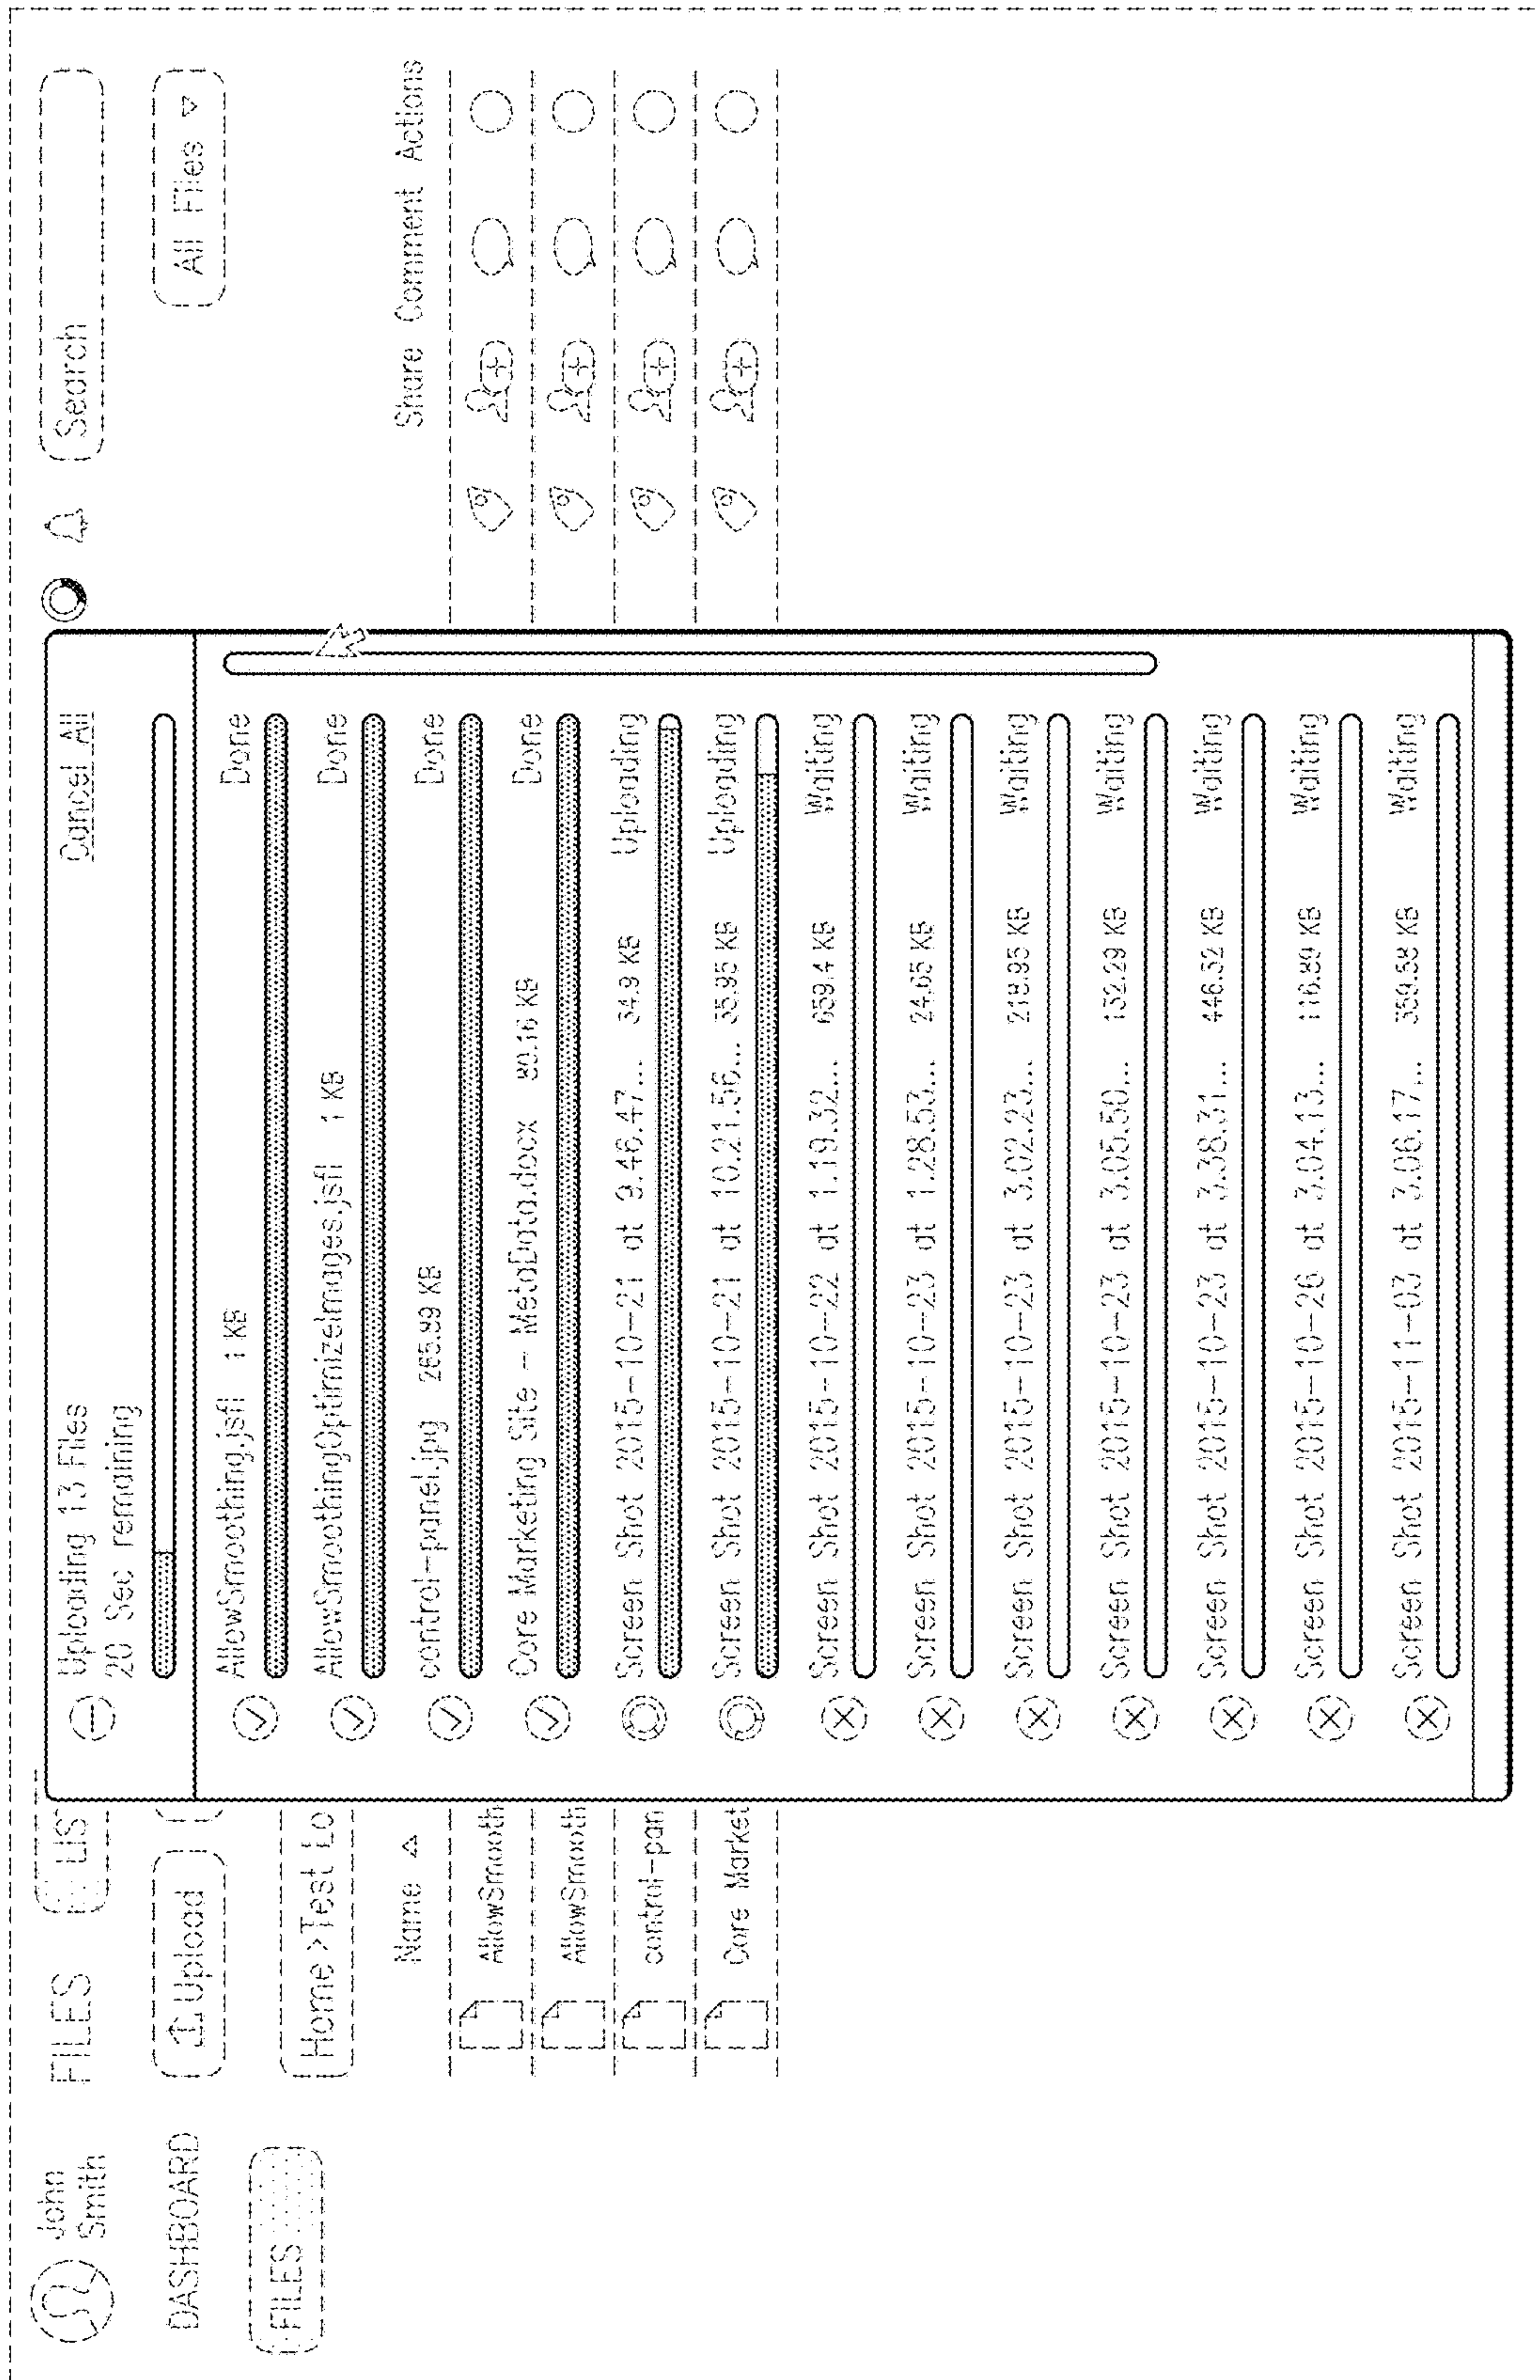 John
Smith
FILES
LIS
Search
DASHBOARD
Upload
All Files
FILES
Home >Test Lo
Name
Share Comment Actions
AllowSmooth
AllowSmooth
control-pan
Core Market
Uploading 13 Files
Cancel All
20 Sec remaining
AllowSmoothing.jsfl 1 KB Done
AllowSmoothingOptimizeImages.jsfl 1 KB Done
control-panel.jpg 265.99 KB Done
Core Marketing Site - MetaData.docx 80.16 KB Done
Screen Shot 2015-10-21 at 9.46.47... 34.9 KB Uploading
Screen Shot 2015-10-21 at 10.21.56... 35.95 KB Uploading
Screen Shot 2015-10-22 at 1.19.32... 659.4 KB Waiting
Screen Shot 2015-10-23 at 1.28.53... 24.65 KB Waiting
Screen Shot 2015-10-23 at 3.02.23... 218.95 KB Waiting
Screen Shot 2015-10-23 at 3.05.50... 132.29 KB Waiting
Screen Shot 2015-10-23 at 3.38.31... 446.32 KB Waiting
Screen Shot 2015-10-26 at 3.04.13... 116.89 KB Waiting
Screen Shot 2015-11-03 at 3.06.17... 359.58 KB Waiting